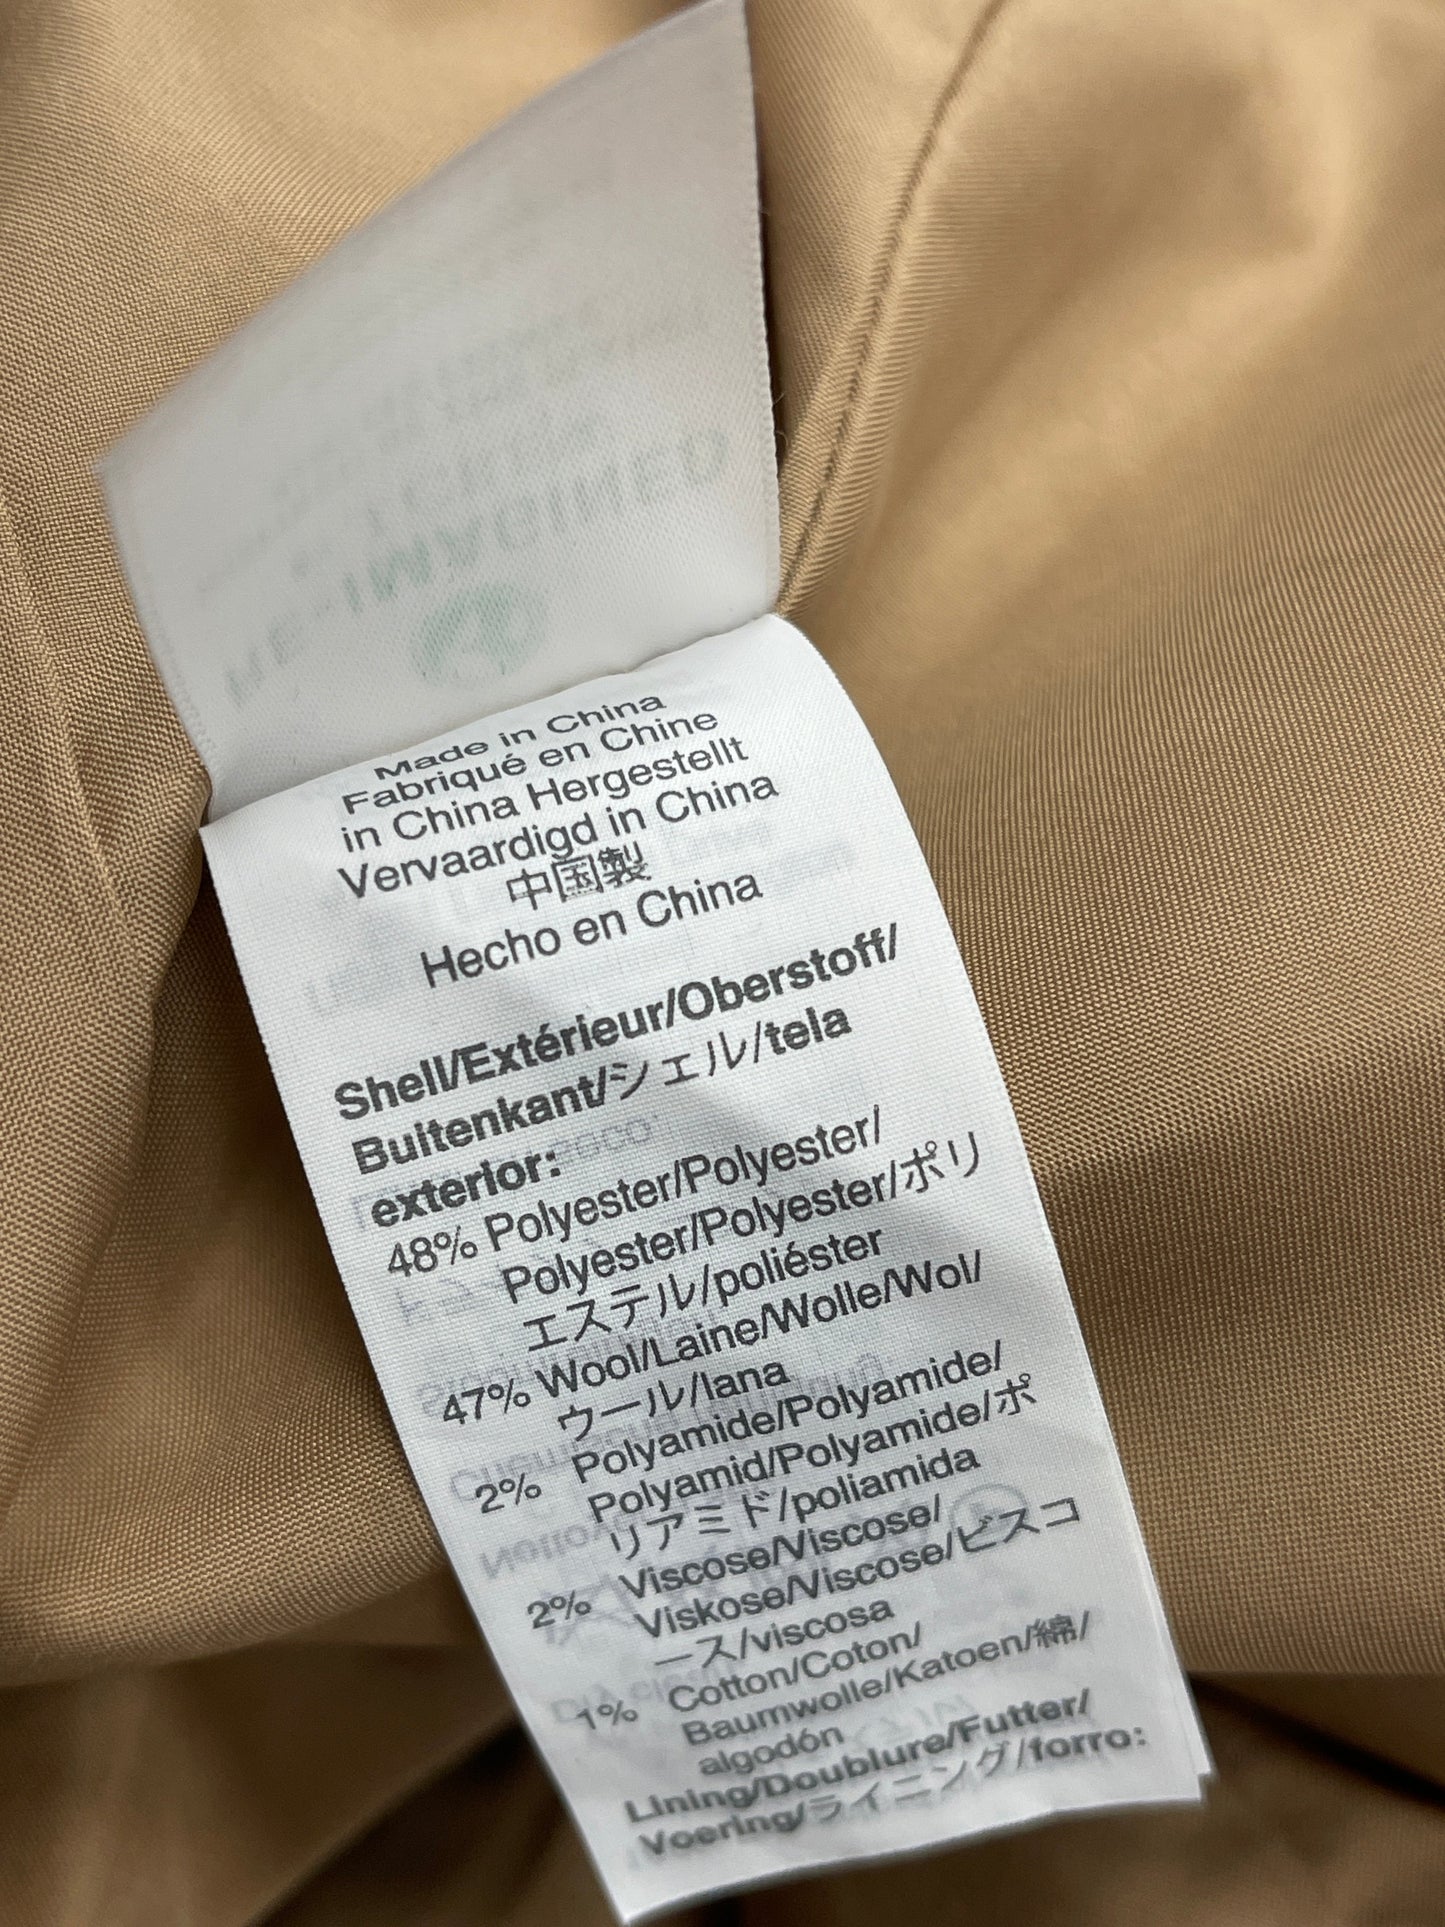 Made in China
Fabriqué en Chine
in China Hergestellt
Vervaardigd in China
中国製
Hecho en China
Shell/Extérieur/Oberstoff/
Buitenkant/シェル/tela
exterior:
48% Polyester/Polyester/
Polyester/Polyester/ポリ
エステル/poliéster
47% Wool/Laine/Wolle/Wol/
ウール/lana
2% Polyamide/Polyamide/
Polyamid/Polyamide/ポ
リアミド/poliamida
2% Viscose/Viscose/
Viskose/Viscose/ビスコ
ース/viscosa
1% Cotton/Coton/
Baumwolle/Katoen/綿/
algodón
Lining/Doublure/Futter/
Voering/ライニング/forro: